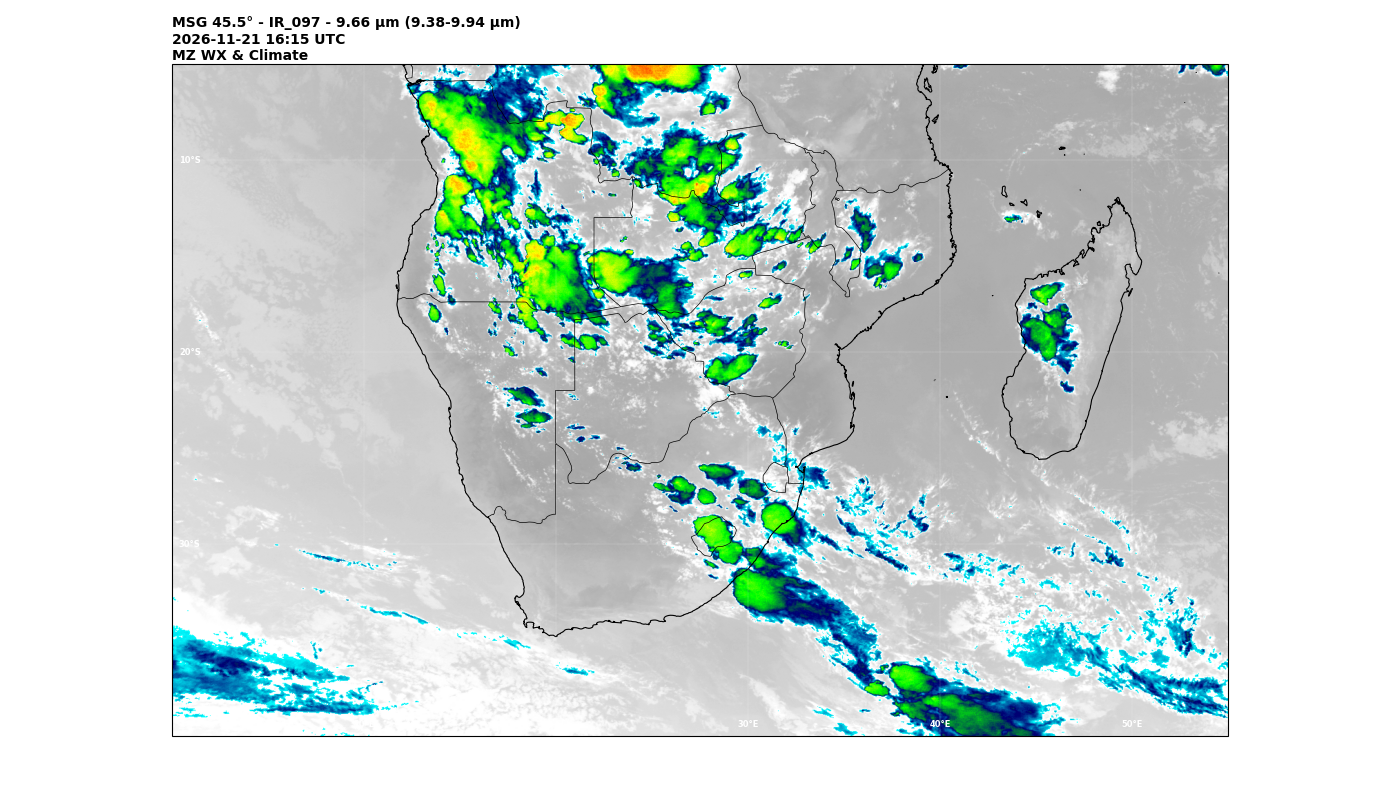 MSG 45.5° - IR_097 - 9.66 µm (9.38-9.94 µm)
2026-11-21 16:15 UTC
MZ WX & Climate
10°S
20°S
30°S
30°E
40°E
50°E